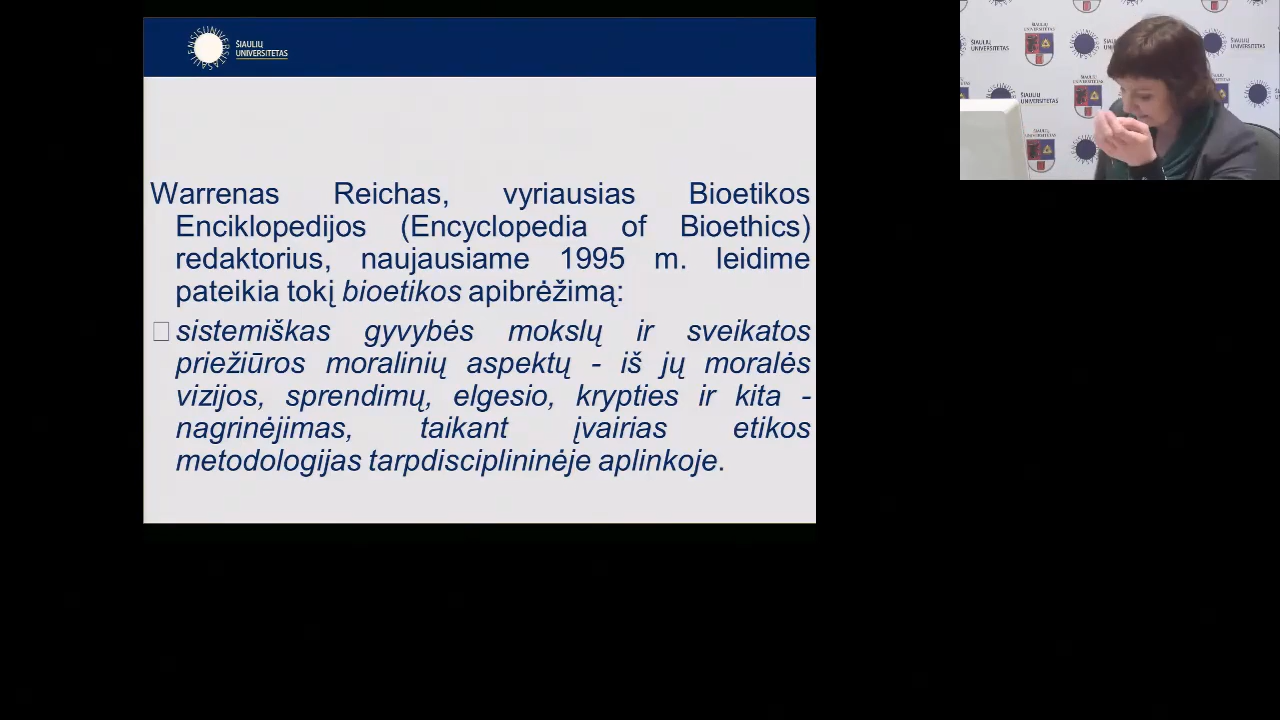 ŠIAULIŲ
UNIVERSITETAS
Warrenas Reichas, vyriausias Bioetikos
Enciklopedijos (Encyclopedia of Bioethics)
redaktorius, naujausiame 1995 m. leidime
pateikia tokį bioetikos apibrėžimą:
sistemiškas gyvybės mokslų ir sveikatos
priežiūros moralinių aspektų - iš jų moralės
vizijos, sprendimų, elgesio, krypties ir kita -
nagrinėjimas, taikant įvairias etikos
metodologijas tarpdisciplininėje aplinkoje.
ŠIAULIŲ
UNIVERSITETAS